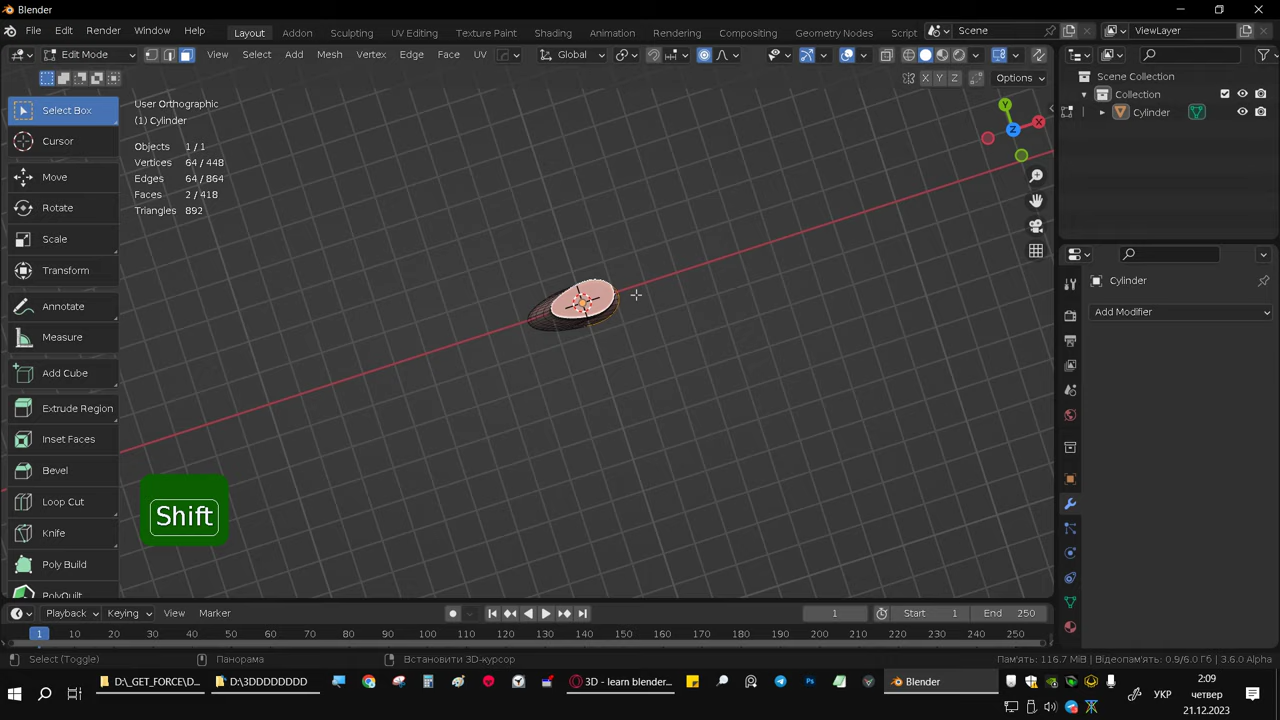 Blender
File Edit Render Window Help
Layout Addon Sculpting UV Editing Texture Paint Shading Animation Rendering Compositing Geometry Nodes Script
Scene
ViewLayer
Edit Mode View Select Add Mesh Vertex Edge Face UV Global
X Y Z Options
Select Box
Cursor
Move
Rotate
Scale
Transform
Annotate
Measure
Add Cube
Extrude Region
Inset Faces
Bevel
Loop Cut
Knife
Poly Build
PolyQuilt
User Orthographic
(1) Cylinder
Objects 1 / 1
Vertices 64 / 448
Edges 64 / 864
Faces 2 / 418
Triangles 892
Y
X
Z
Shift
Scene Collection
Collection
Cylinder
Cylinder
Add Modifier
Playback Keying View Marker
1
Start 1
End 250
1 10 20 30 40 50 60 70 80 90 100 110 120 130 140 150 160 170 180 190 200 210 220 230 240 250
Select (Toggle) Панорама Встановити 3D-курсор
Пам'ять: 116.7 MiB | Відеопам'ять: 0.9/6.0 Гб | 3.6.0 Alpha
D:\_GET_FORCE\D...
D:\3DDDDDDDD
3D - learn blender...
Blender
УКР
2:09
четвер
21.12.2023